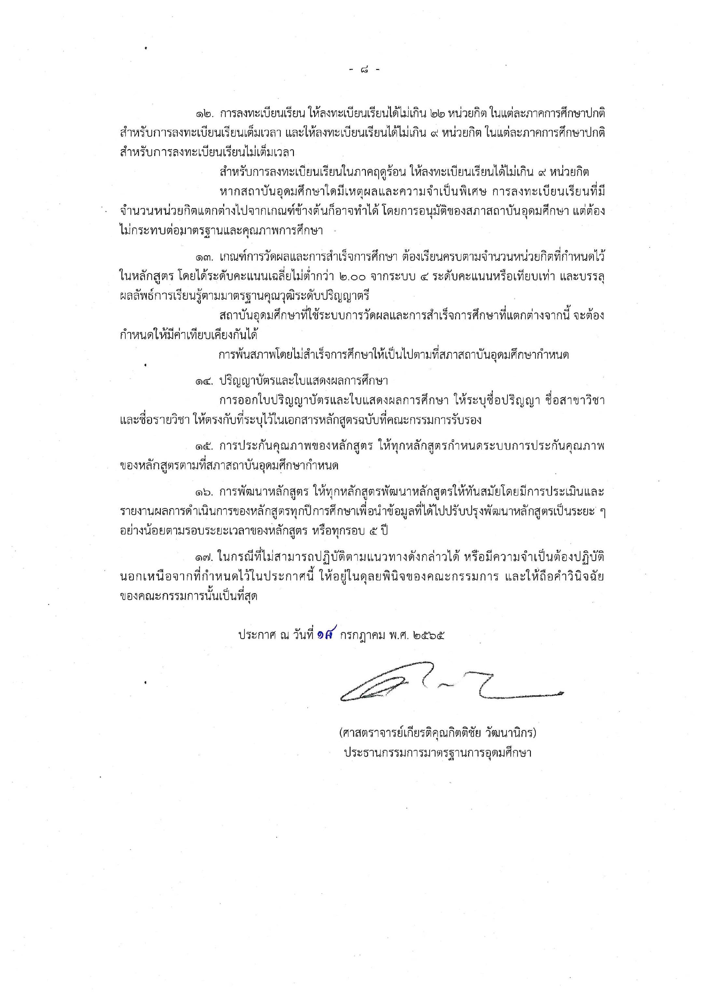 - ๘ -
๑๒. การลงทะเบียนเรียน ให้ลงทะเบียนเรียนได้ไม่เกิน ๒๒ หน่วยกิต ในแต่ละภาคการศึกษาปกติ
สำหรับการลงทะเบียนเรียนเต็มเวลา และให้ลงทะเบียนเรียนได้ไม่เกิน ๙ หน่วยกิต ในแต่ละภาคการศึกษาปกติ
สำหรับการลงทะเบียนเรียนไม่เต็มเวลา
สำหรับการลงทะเบียนเรียนในภาคฤดูร้อน ให้ลงทะเบียนเรียนได้ไม่เกิน ๙ หน่วยกิต
หากสถาบันอุดมศึกษาใดมีเหตุผลและความจำเป็นพิเศษ การลงทะเบียนเรียนที่มี
จำนวนหน่วยกิตแตกต่างไปจากเกณฑ์ข้างต้นก็อาจทำได้ โดยการอนุมัติของสภาสถาบันอุดมศึกษา แต่ต้อง
ไม่กระทบต่อมาตรฐานและคุณภาพการศึกษา
๑๓. เกณฑ์การวัดผลและการสำเร็จการศึกษา ต้องเรียนครบตามจำนวนหน่วยกิตที่กำหนดไว้
ในหลักสูตร โดยได้ระดับคะแนนเฉลี่ยไม่ต่ำกว่า ๒.๐๐ จากระบบ ๔ ระดับคะแนนหรือเทียบเท่า และบรรลุ
ผลลัพธ์การเรียนรู้ตามมาตรฐานคุณวุฒิระดับปริญญาตรี
สถาบันอุดมศึกษาที่ใช้ระบบการวัดผลและการสำเร็จการศึกษาที่แตกต่างจากนี้ จะต้อง
กำหนดให้มีค่าเทียบเคียงกันได้
การพ้นสภาพโดยไม่สำเร็จการศึกษาให้เป็นไปตามที่สภาสถาบันอุดมศึกษากำหนด
๑๔. ปริญญาบัตรและใบแสดงผลการศึกษา
การออกใบปริญญาบัตรและใบแสดงผลการศึกษา ให้ระบุชื่อปริญญา ชื่อสาขาวิชา
และชื่อรายวิชา ให้ตรงกับที่ระบุไว้ในเอกสารหลักสูตรฉบับที่คณะกรรมการรับรอง
๑๕. การประกันคุณภาพของหลักสูตร ให้ทุกหลักสูตรกำหนดระบบการประกันคุณภาพ
ของหลักสูตรตามที่สภาสถาบันอุดมศึกษากำหนด
๑๖. การพัฒนาหลักสูตร ให้ทุกหลักสูตรพัฒนาหลักสูตรให้ทันสมัยโดยมีการประเมินและ
รายงานผลการดำเนินการของหลักสูตรทุกปีการศึกษาเพื่อนำข้อมูลที่ได้ไปปรับปรุงพัฒนาหลักสูตรเป็นระยะ ๆ
อย่างน้อยตามรอบระยะเวลาของหลักสูตร หรือทุกรอบ ๕ ปี
๑๗. ในกรณีที่ไม่สามารถปฏิบัติตามแนวทางดังกล่าวได้ หรือมีความจำเป็นต้องปฏิบัติ
นอกเหนือจากที่กำหนดไว้ในประกาศนี้ ให้อยู่ในดุลยพินิจของคณะกรรมการ และให้ถือคำวินิจฉัย
ของคณะกรรมการนั้นเป็นที่สุด
ประกาศ ณ วันที่ ๑๘ กรกฎาคม พ.ศ. ๒๕๖๕
(ศาสตราจารย์เกียรติคุณกิตติชัย วัฒนานิกร)
ประธานกรรมการมาตรฐานการอุดมศึกษา